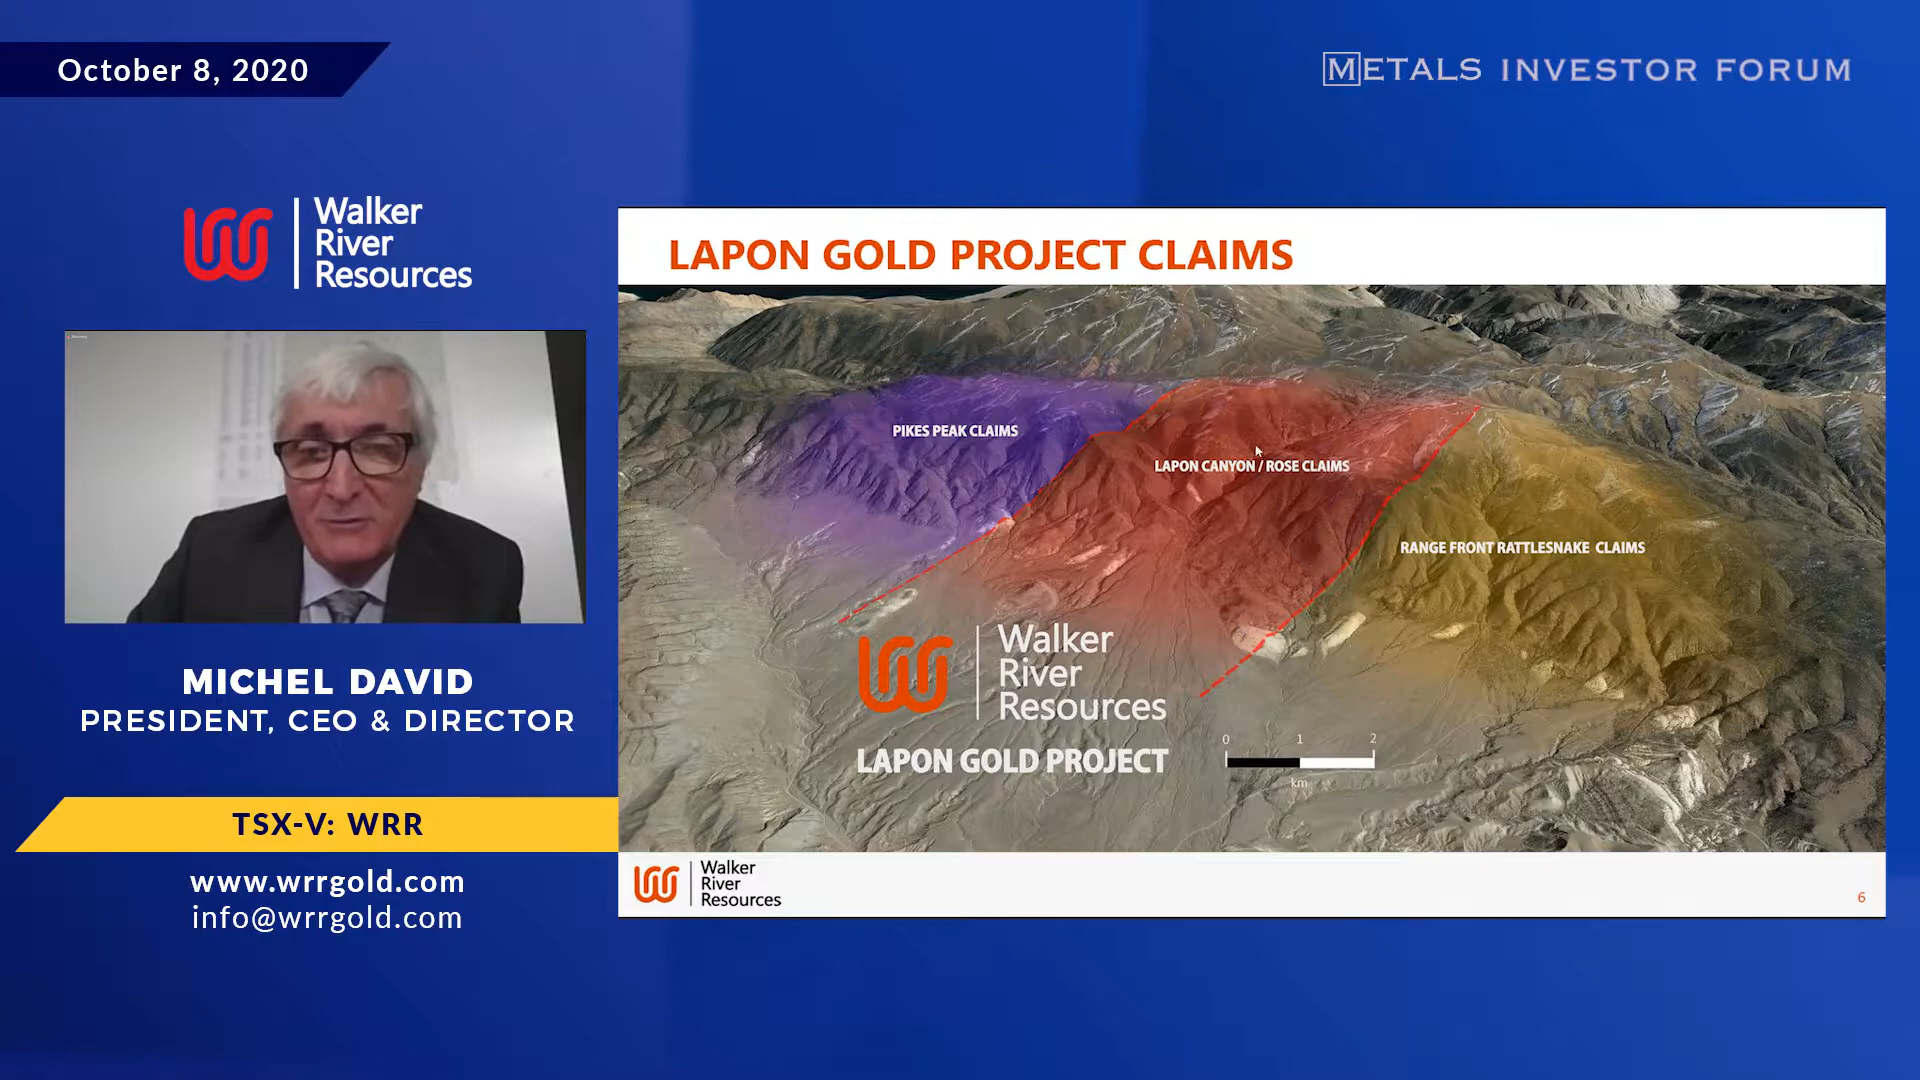 October 8, 2020
METALS INVESTOR FORUM
Walker
River
Resources
MICHEL DAVID
PRESIDENT, CEO & DIRECTOR
TSX-V: WRR
www.wrrgold.com
info@wrrgold.com
LAPON GOLD PROJECT CLAIMS
PIKES PEAK CLAIMS
LAPON CANYON / ROSE CLAIMS
RANGE FRONT RATTLESNAKE CLAIMS
Walker
River
Resources
LAPON GOLD PROJECT
0 1 2
km
Walker
River
Resources
6